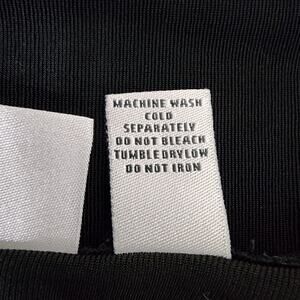 MACHINE WASH
COLD
SEPARATELY
DO NOT BLEACH
TUMBLE DRY LOW
DO NOT IRON